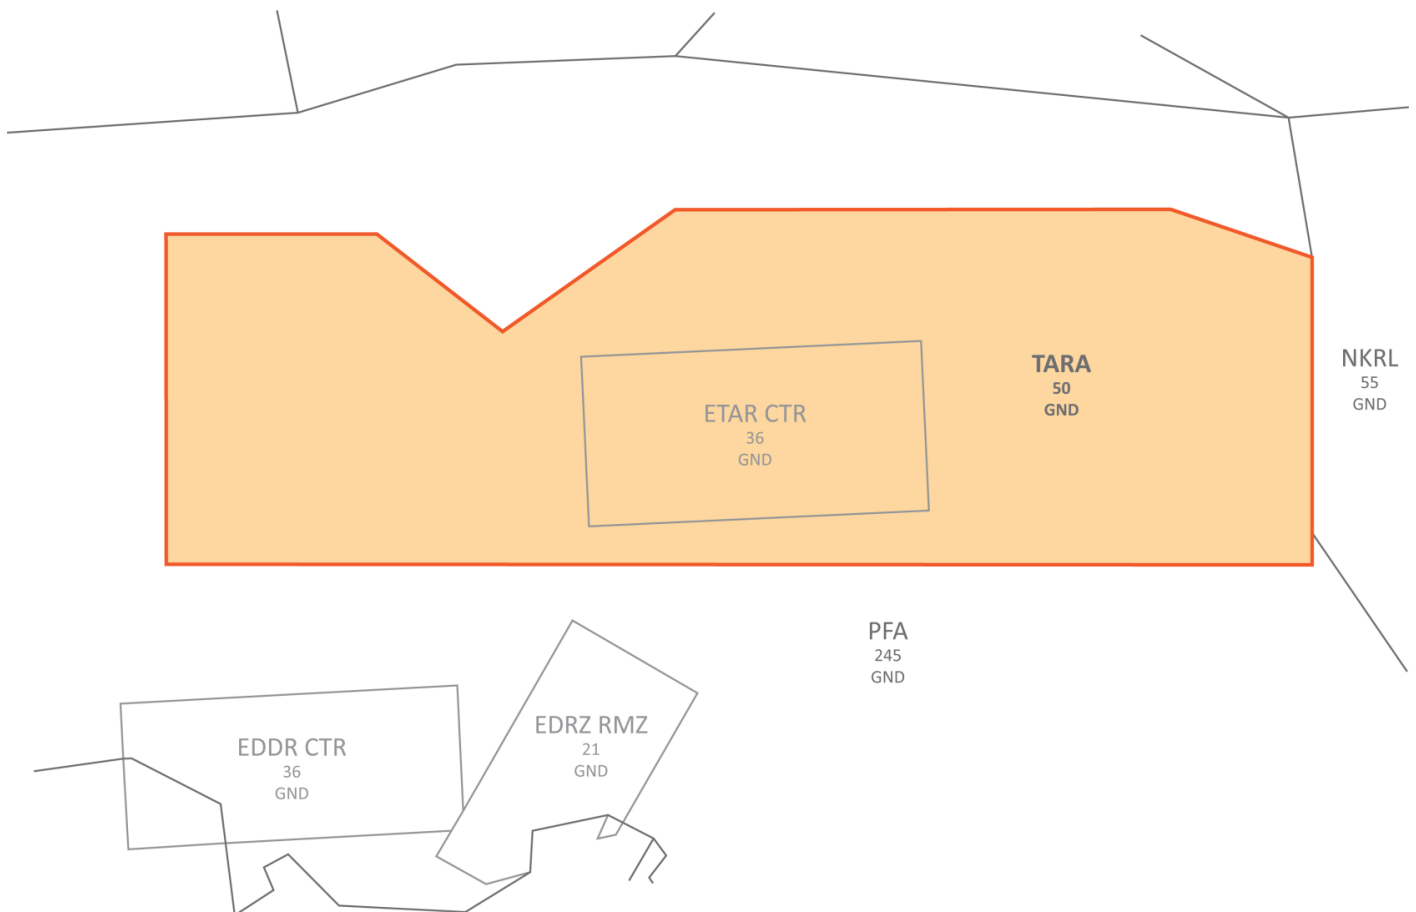 TARA
50
GND
NKRL
55
GND
ETAR CTR
36
GND
PFA
245
GND
EDRZ RMZ
21
GND
EDDR CTR
36
GND